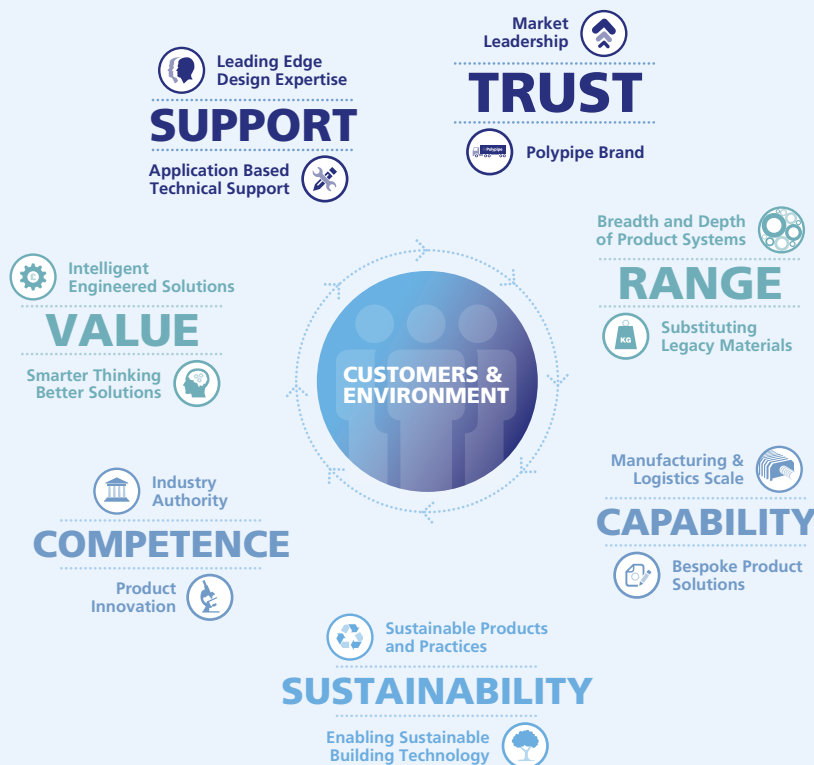 Market
Leadership
TRUST
Polypipe
Polypipe Brand
Leading Edge
Design Expertise
SUPPORT
Application Based
Technical Support
Breadth and Depth
of Product Systems
RANGE
KG
Substituting
Legacy Materials
Intelligent
Engineered Solutions
£
VALUE
Smarter Thinking
Better Solutions
CUSTOMERS &
ENVIRONMENT
Manufacturing &
Logistics Scale
CAPABILITY
Bespoke Product
Solutions
Industry
Authority
COMPETENCE
Product
Innovation
Sustainable Products
and Practices
SUSTAINABILITY
Enabling Sustainable
Building Technology